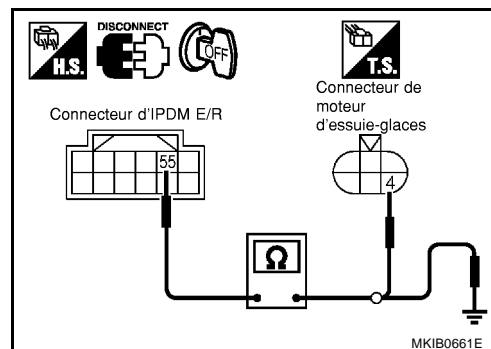 DISCONNECT
H.S.
OFF
T.S.
Connecteur d'IPDM E/R
Connecteur de
moteur
d'essuie-glaces
55
4
Ω
MKIB0661E